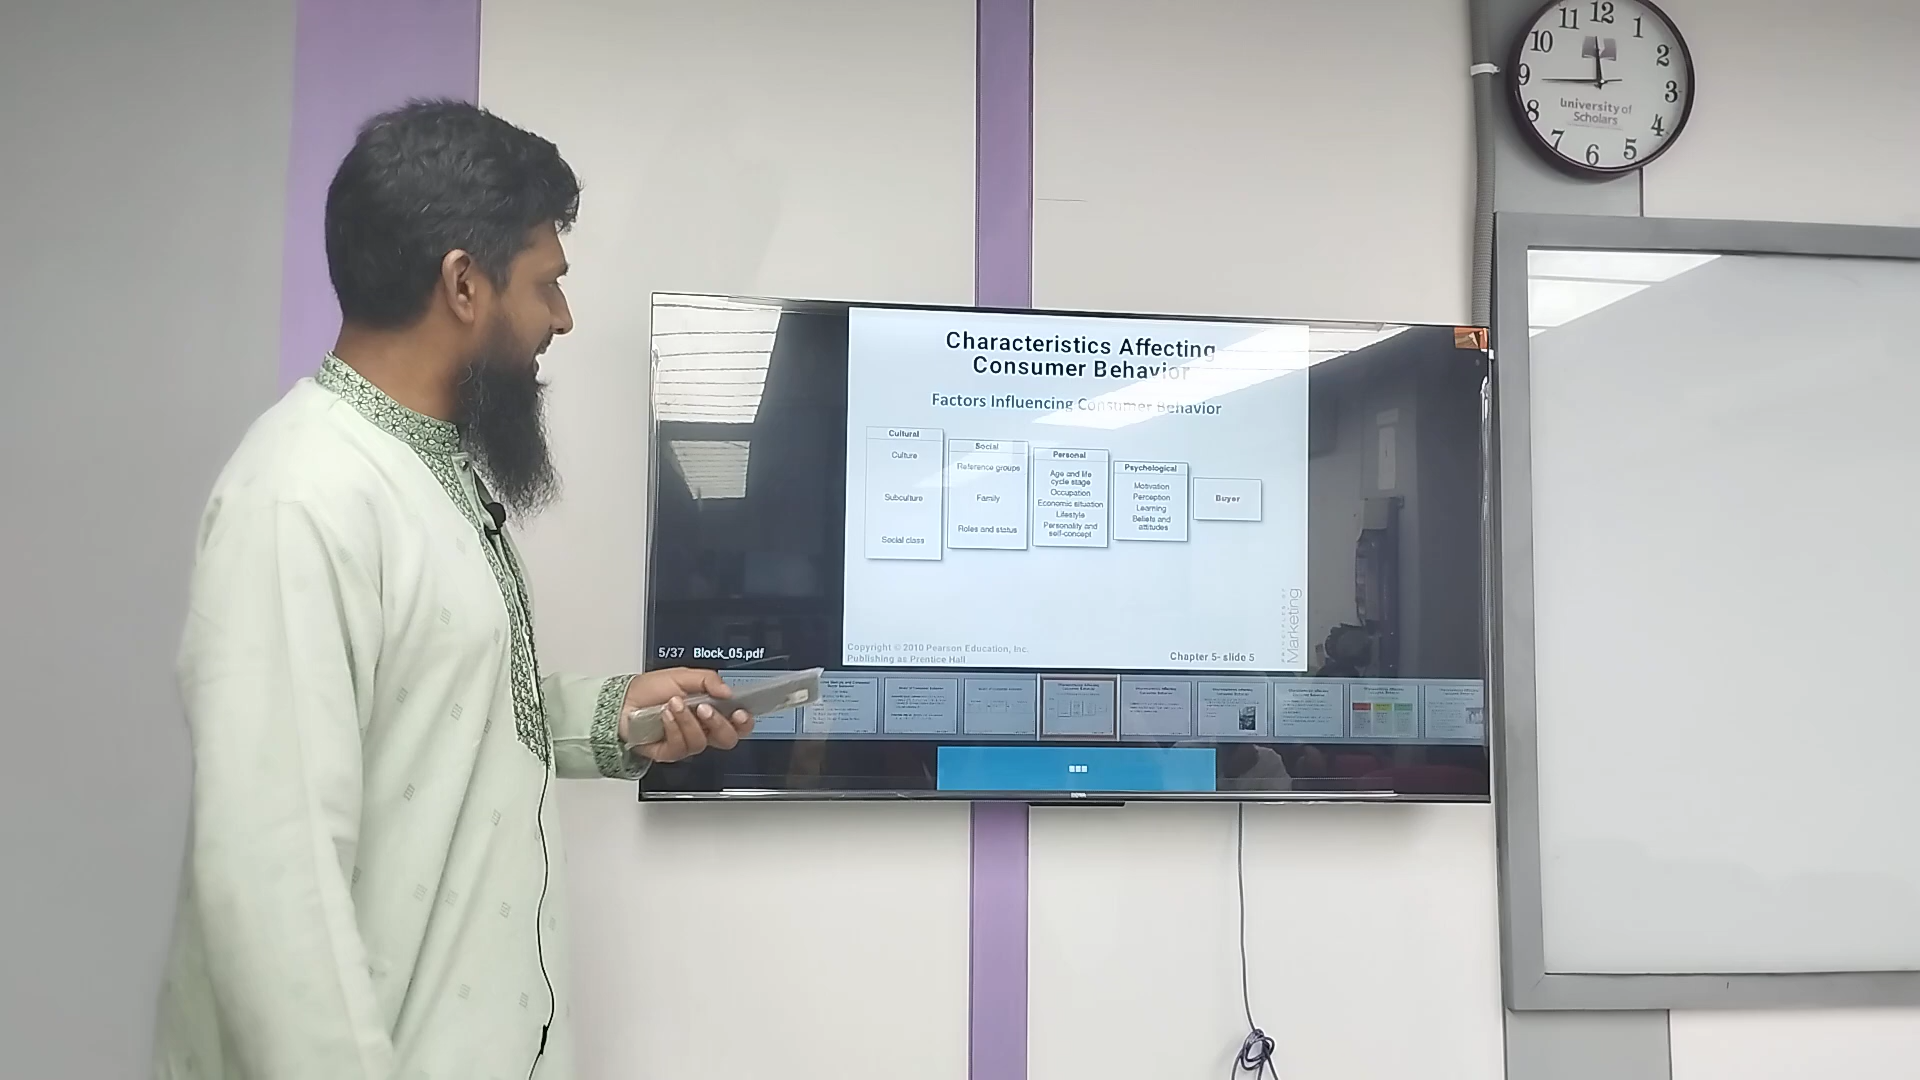 11 12 1
10 2
9 3
8 4
7 6 5
University of
Scholars
Characteristics Affecting
Consumer Behavior
Factors Influencing Consumer Behavior
Cultural
Culture
Subculture
Social class
Social
Reference groups
Family
Roles and status
Personal
Age and life
cycle stage
Occupation
Economic situation
Lifestyle
Personality and
self-concept
Psychological
Motivation
Perception
Learning
Beliefs and
attitudes
Buyer
PRINCIPLES OF
Marketing
Copyright © 2010 Pearson Education, Inc.
Publishing as Prentice Hall
Chapter 5- slide 5
5/37 Block_05.pdf